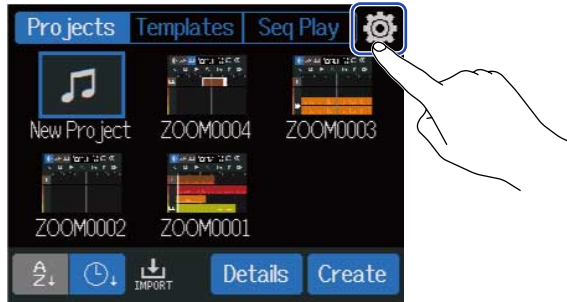 Projects Templates Seq Play
New Project ZOOM0004 ZOOM0003
ZOOM0002 ZOOM0001
A Z↓ IMPORT Details Create